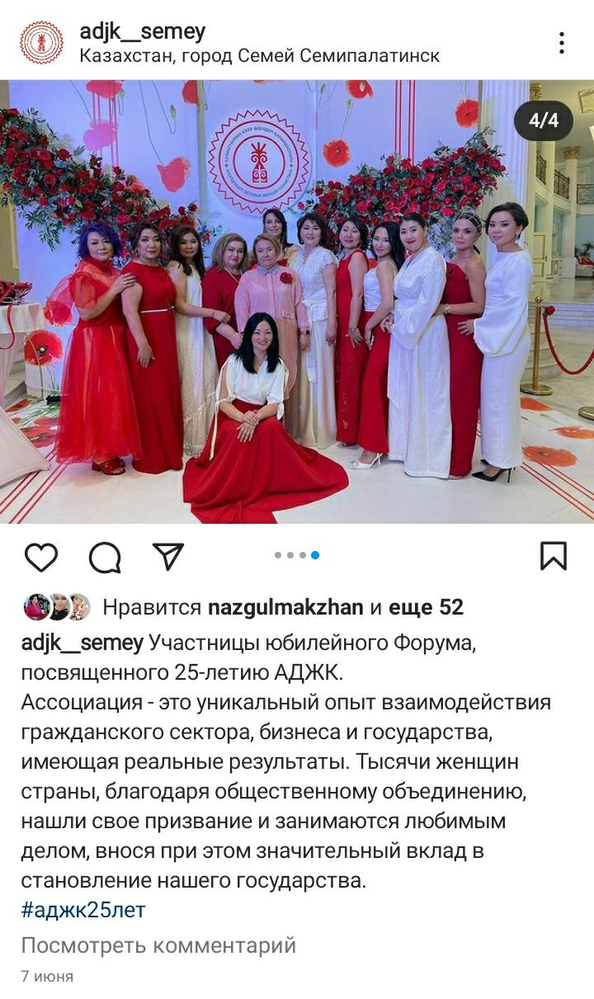 adjk__semey
Казахстан, город Семей Семипалатинск
4/4
Нравится nazgulmakzhan и еще 52
adjk__semey Участницы юбилейного Форума,
посвященного 25-летию АДЖК.
Ассоциация - это уникальный опыт взаимодействия
гражданского сектора, бизнеса и государства,
имеющая реальные результаты. Тысячи женщин
страны, благодаря общественному объединению,
нашли свое призвание и занимаются любимым
делом, внося при этом значительный вклад в
становление нашего государства.
#аджк25лет
Посмотреть комментарий
7 июня